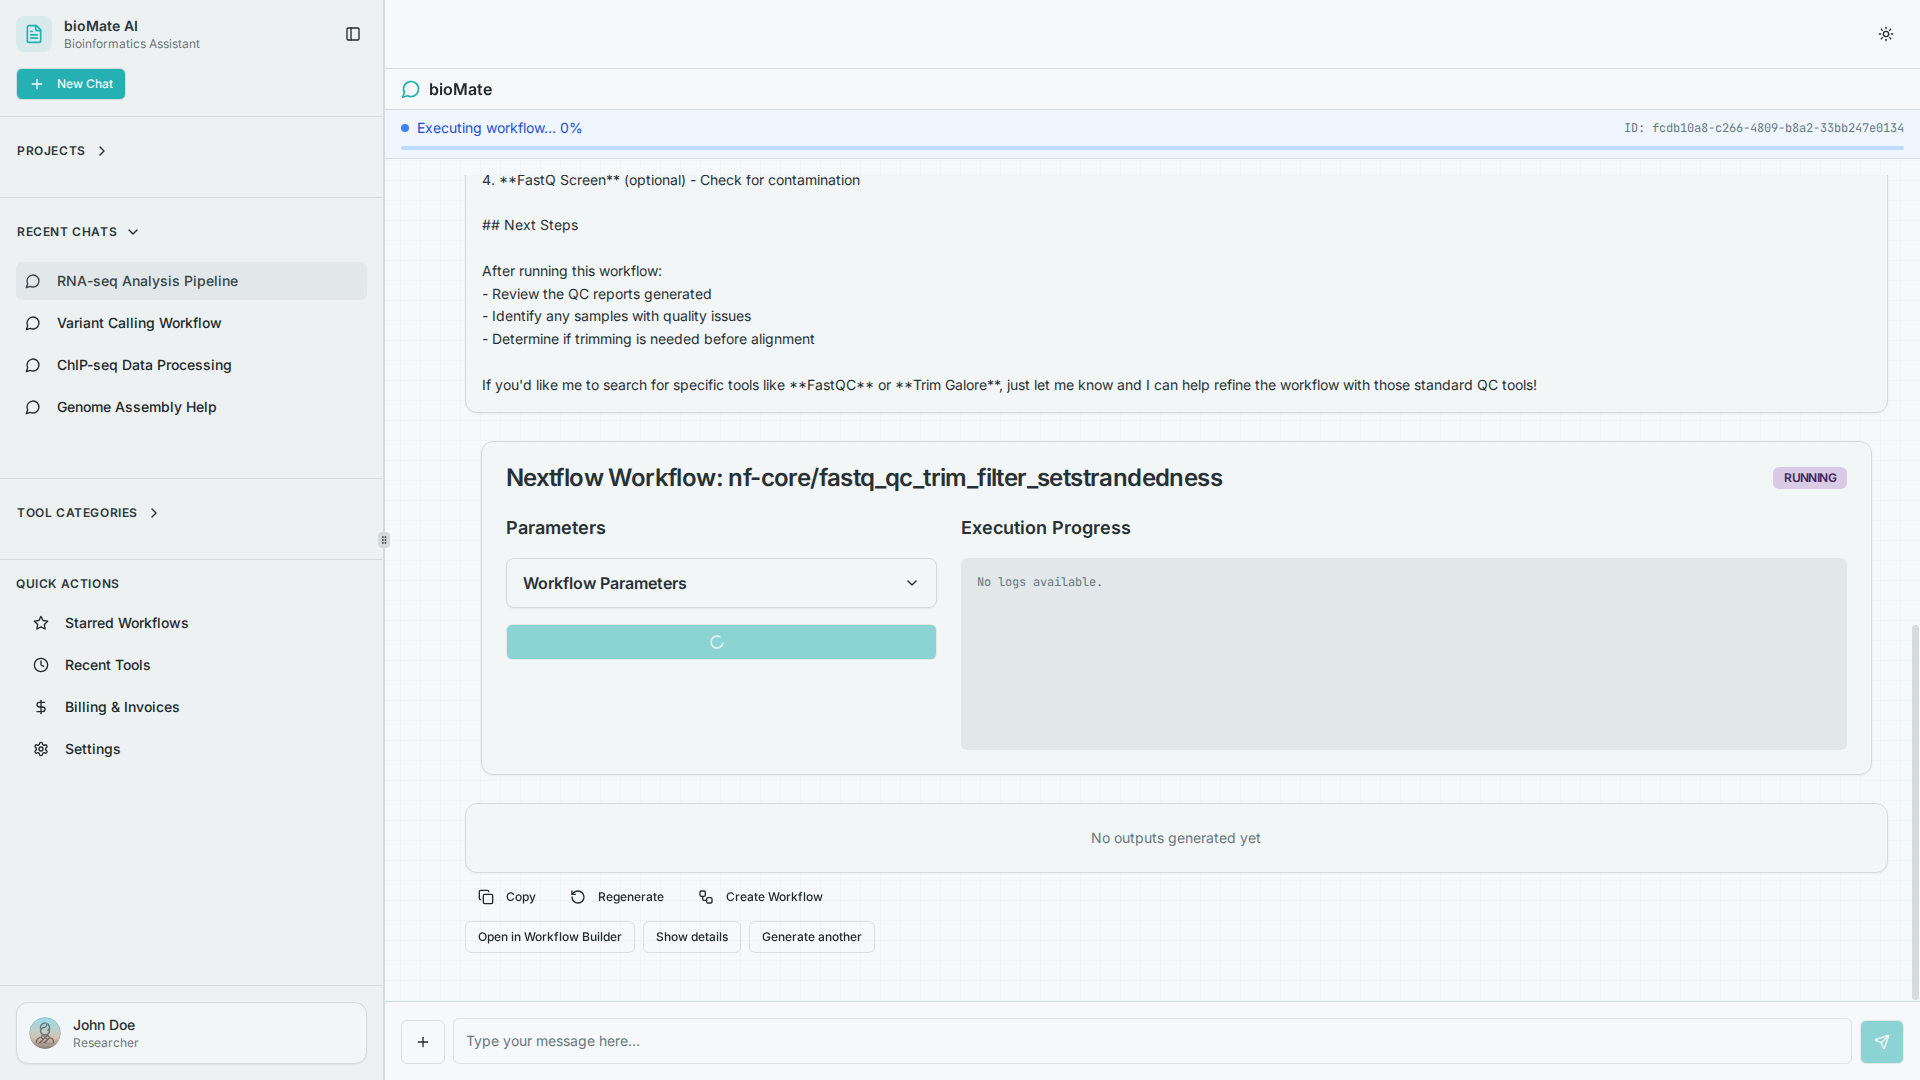 bioMate AI
Bioinformatics Assistant
New Chat
PROJECTS
RECENT CHATS
RNA-seq Analysis Pipeline
Variant Calling Workflow
ChIP-seq Data Processing
Genome Assembly Help
TOOL CATEGORIES
QUICK ACTIONS
Starred Workflows
Recent Tools
Billing & Invoices
Settings
John Doe
Researcher
bioMate
Executing workflow... 0%
ID: fcdb10a8-c266-4809-b8a2-33bb247e0134
4. **FastQ Screen** (optional) - Check for contamination
## Next Steps
After running this workflow:
- Review the QC reports generated
- Identify any samples with quality issues
- Determine if trimming is needed before alignment
If you'd like me to search for specific tools like **FastQC** or **Trim Galore**, just let me know and I can help refine the workflow with those standard QC tools!
Nextflow Workflow: nf-core/fastq_qc_trim_filter_setstrandedness
RUNNING
Parameters
Workflow Parameters
Execution Progress
No logs available.
No outputs generated yet
Copy
Regenerate
Create Workflow
Open in Workflow Builder
Show details
Generate another
Type your message here...